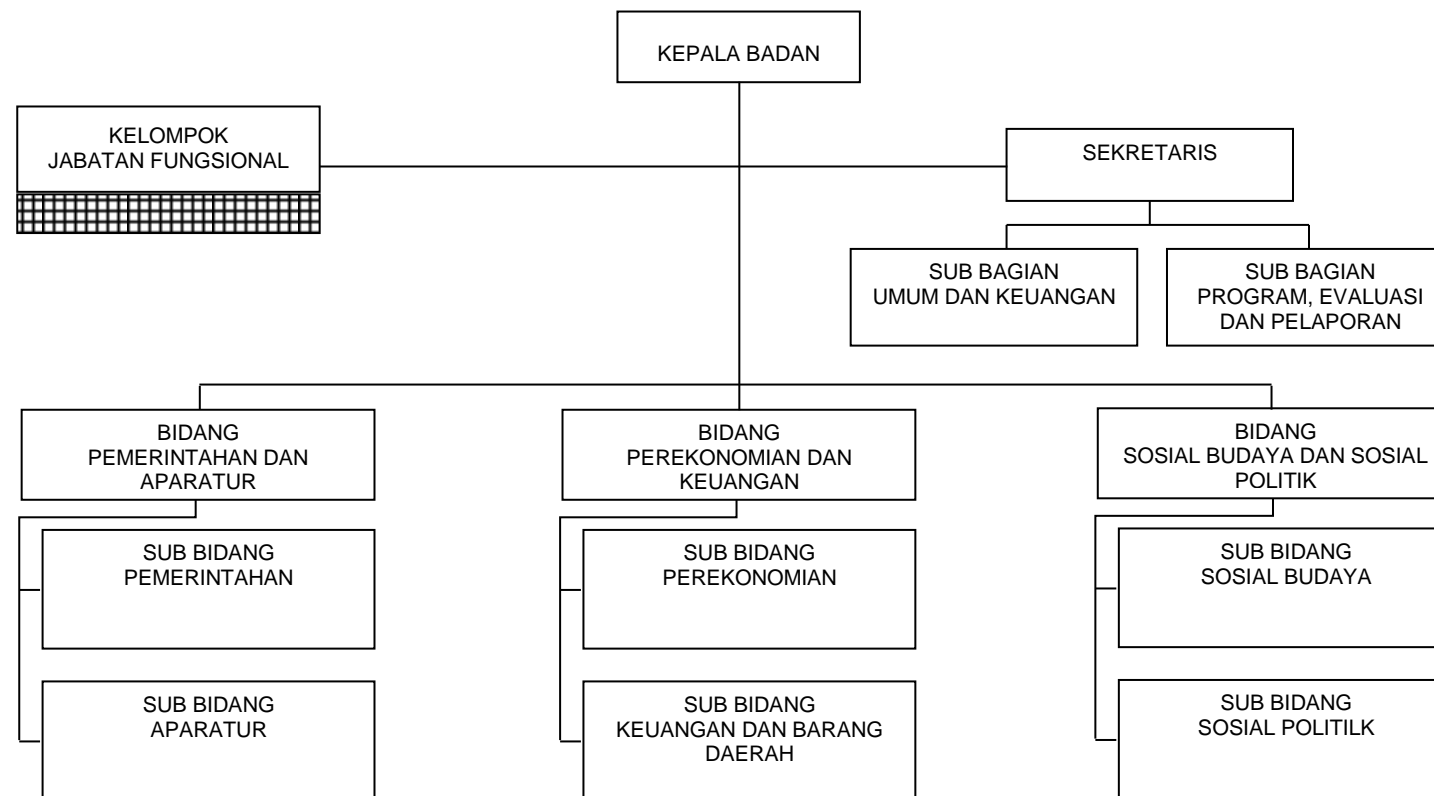 KEPALA BADAN
KELOMPOK
JABATAN FUNGSIONAL
SEKRETARIS
SUB BAGIAN
UMUM DAN KEUANGAN
SUB BAGIAN
PROGRAM, EVALUASI
DAN PELAPORAN
BIDANG
PEMERINTAHAN DAN
APARATUR
BIDANG
PEREKONOMIAN DAN
KEUANGAN
BIDANG
SOSIAL BUDAYA DAN SOSIAL
POLITIK
SUB BIDANG
PEMERINTAHAN
SUB BIDANG
PEREKONOMIAN
SUB BIDANG
SOSIAL BUDAYA
SUB BIDANG
APARATUR
SUB BIDANG
KEUANGAN DAN BARANG
DAERAH
SUB BIDANG
SOSIAL POLITILK